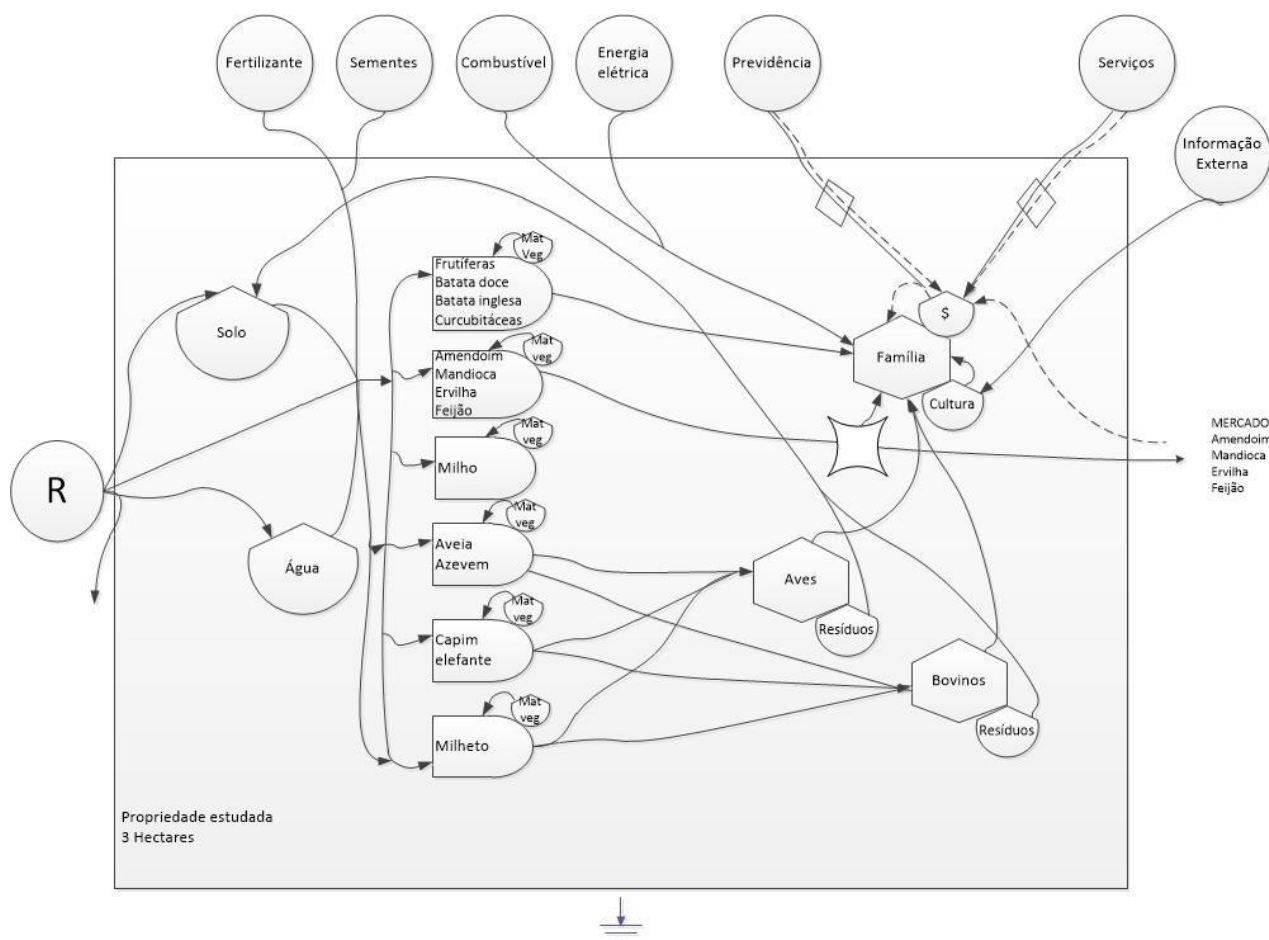 Fertilizante
Sementes
Combustível
Energia
elétrica
Previdência
Serviços
Informação
Externa
Mat
Veg
Frutíferas
Batata doce
Batata inglesa
Curcubitáceas
Solo
$
Mat
veg
Amendoim
Mandioca
Ervilha
Feijão
Família
Cultura
Mat
veg
Milho
MERCADO
Amendoim
Mandioca
Ervilha
Feijão
R
Mat
veg
Aveia
Azevem
Água
Aves
Resíduos
Mat
veg
Capim
elefante
Bovinos
Resíduos
Mat
veg
Milheto
Propriedade estudada
3 Hectares